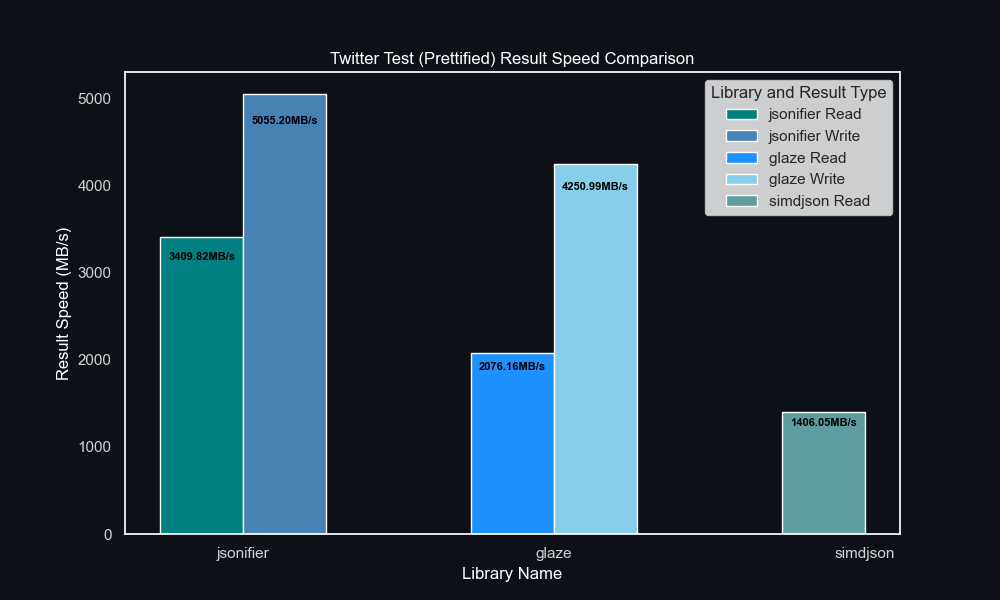 Twitter Test (Prettified) Result Speed Comparison
Library and Result Type
jsonifier Read
jsonifier Write
glaze Read
glaze Write
simdjson Read
Result Speed (MB/s)
5000
4000
3000
2000
1000
0
3409.82MB/s
5055.20MB/s
2076.16MB/s
4250.99MB/s
1406.05MB/s
jsonifier
glaze
simdjson
Library Name